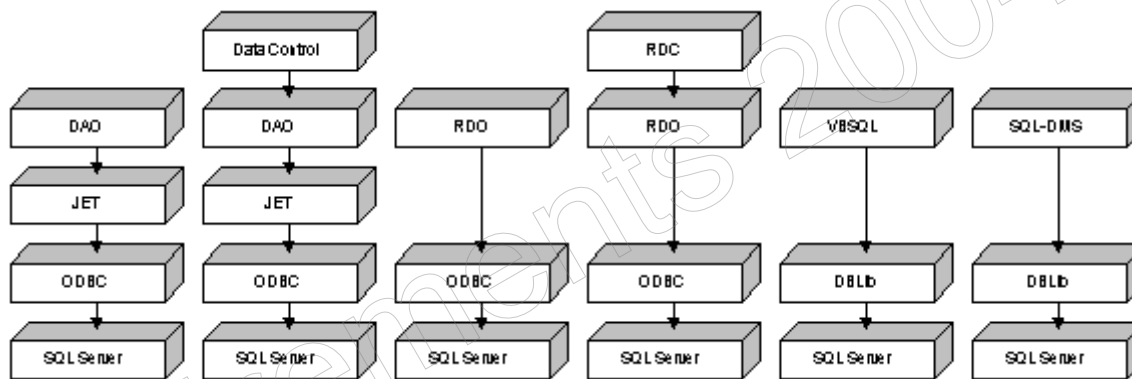 Data Control RDC
DAO DAO RDO RDO VBSQL SQL-DMS
JET JET
ODBC ODBC ODBC ODBC DBLib DBLib
SQL Server SQL Server SQL Server SQL Server SQL Server SQL Server